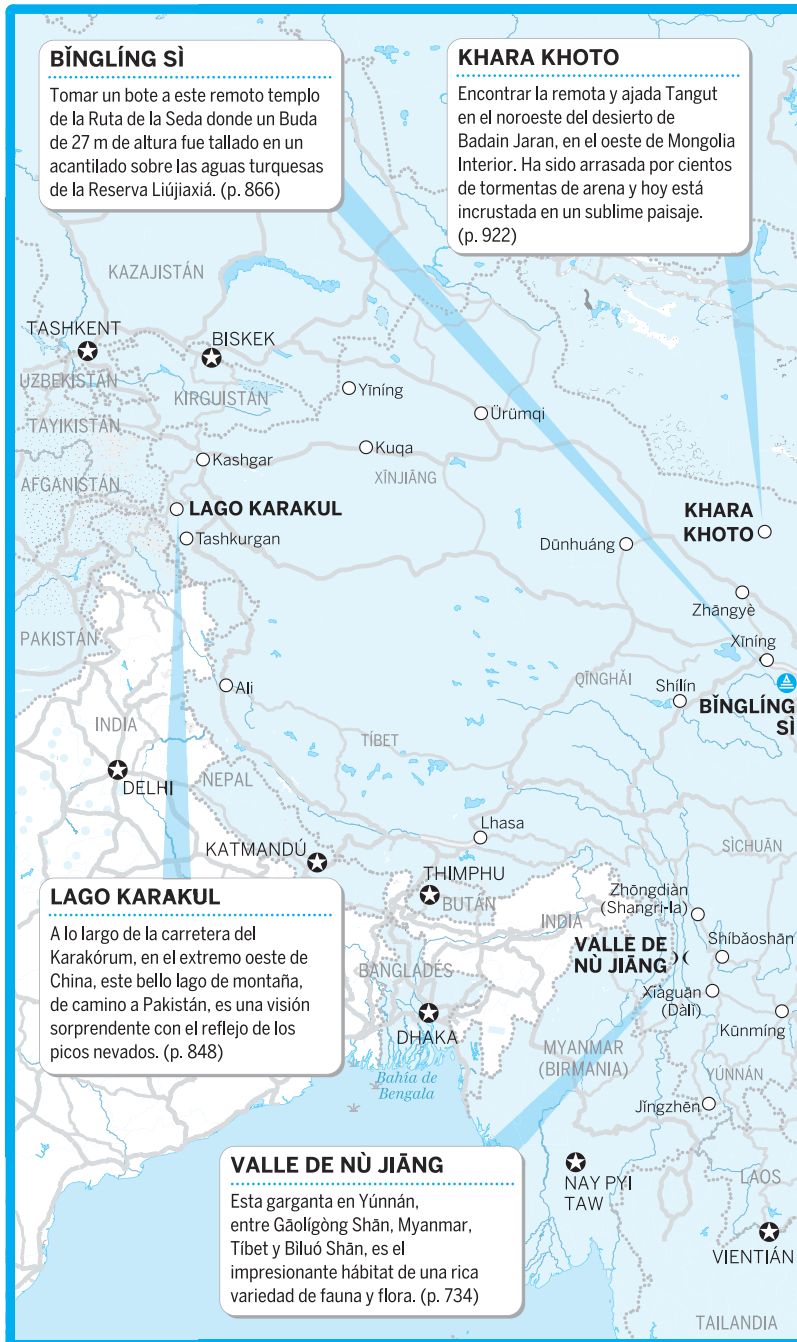 BĬNGLÍNG SÌ
Tomar un bote a este remoto templo
de la Ruta de la Seda donde un Buda
de 27 m de altura fue tallado en un
acantilado sobre las aguas turquesas
de la Reserva Liújiaxiá. (p. 866)
KHARA KHOTO
Encontrar la remota y ajada Tangut
en el noroeste del desierto de
Badain Jaran, en el oeste de Mongolia
Interior. Ha sido arrasada por cientos
de tormentas de arena y hoy está
incrustada en un sublime paisaje.
(p. 922)
KAZAJISTÁN
TASHKENT
BISKEK
UZBEKISTÁN
KIRGUISTÁN
Yīníng
Ürümqi
TAYIKISTÁN
Kashgar
Kuqa
XĪNJIĀNG
AFGANISTÁN
LAGO KARAKUL
Tashkurgan
KHARA
KHOTO
Dūnhuáng
Zhāngyè
PAKISTÁN
Xīníng
QĪNGHĂI
Ali
Shílín
BĬNGLÍNG
SÌ
INDIA
TÍBET
DELHI
NEPAL
Lhasa
SÌCHUĀN
KATMANDÚ
THIMPHU
BUTÁN
INDIA
Zhōngdiàn
(Shangri-la)
LAGO KARAKUL
A lo largo de la carretera del
Karakórum, en el extremo oeste de
China, este bello lago de montaña,
de camino a Pakistán, es una visión
sorprendente con el reflejo de los
picos nevados. (p. 848)
VALLE DE
NÙ JIĀNG
Shíbăoshān
BANGLADÉS
Xiàguān
(Dàlĭ)
DHAKA
Kūnmíng
MYANMAR
(BIRMANIA)
YÚNNÁN
Bahía de
Bengala
Jĭngzhēn
VALLE DE NÙ JIĀNG
Esta garganta en Yúnnán,
entre Gāolígòng Shān, Myanmar,
Tíbet y Bìluó Shān, es el
impresionante hábitat de una rica
variedad de fauna y flora. (p. 734)
NAY PYI
TAW
LAOS
VIENTIÁN
TAILANDIA